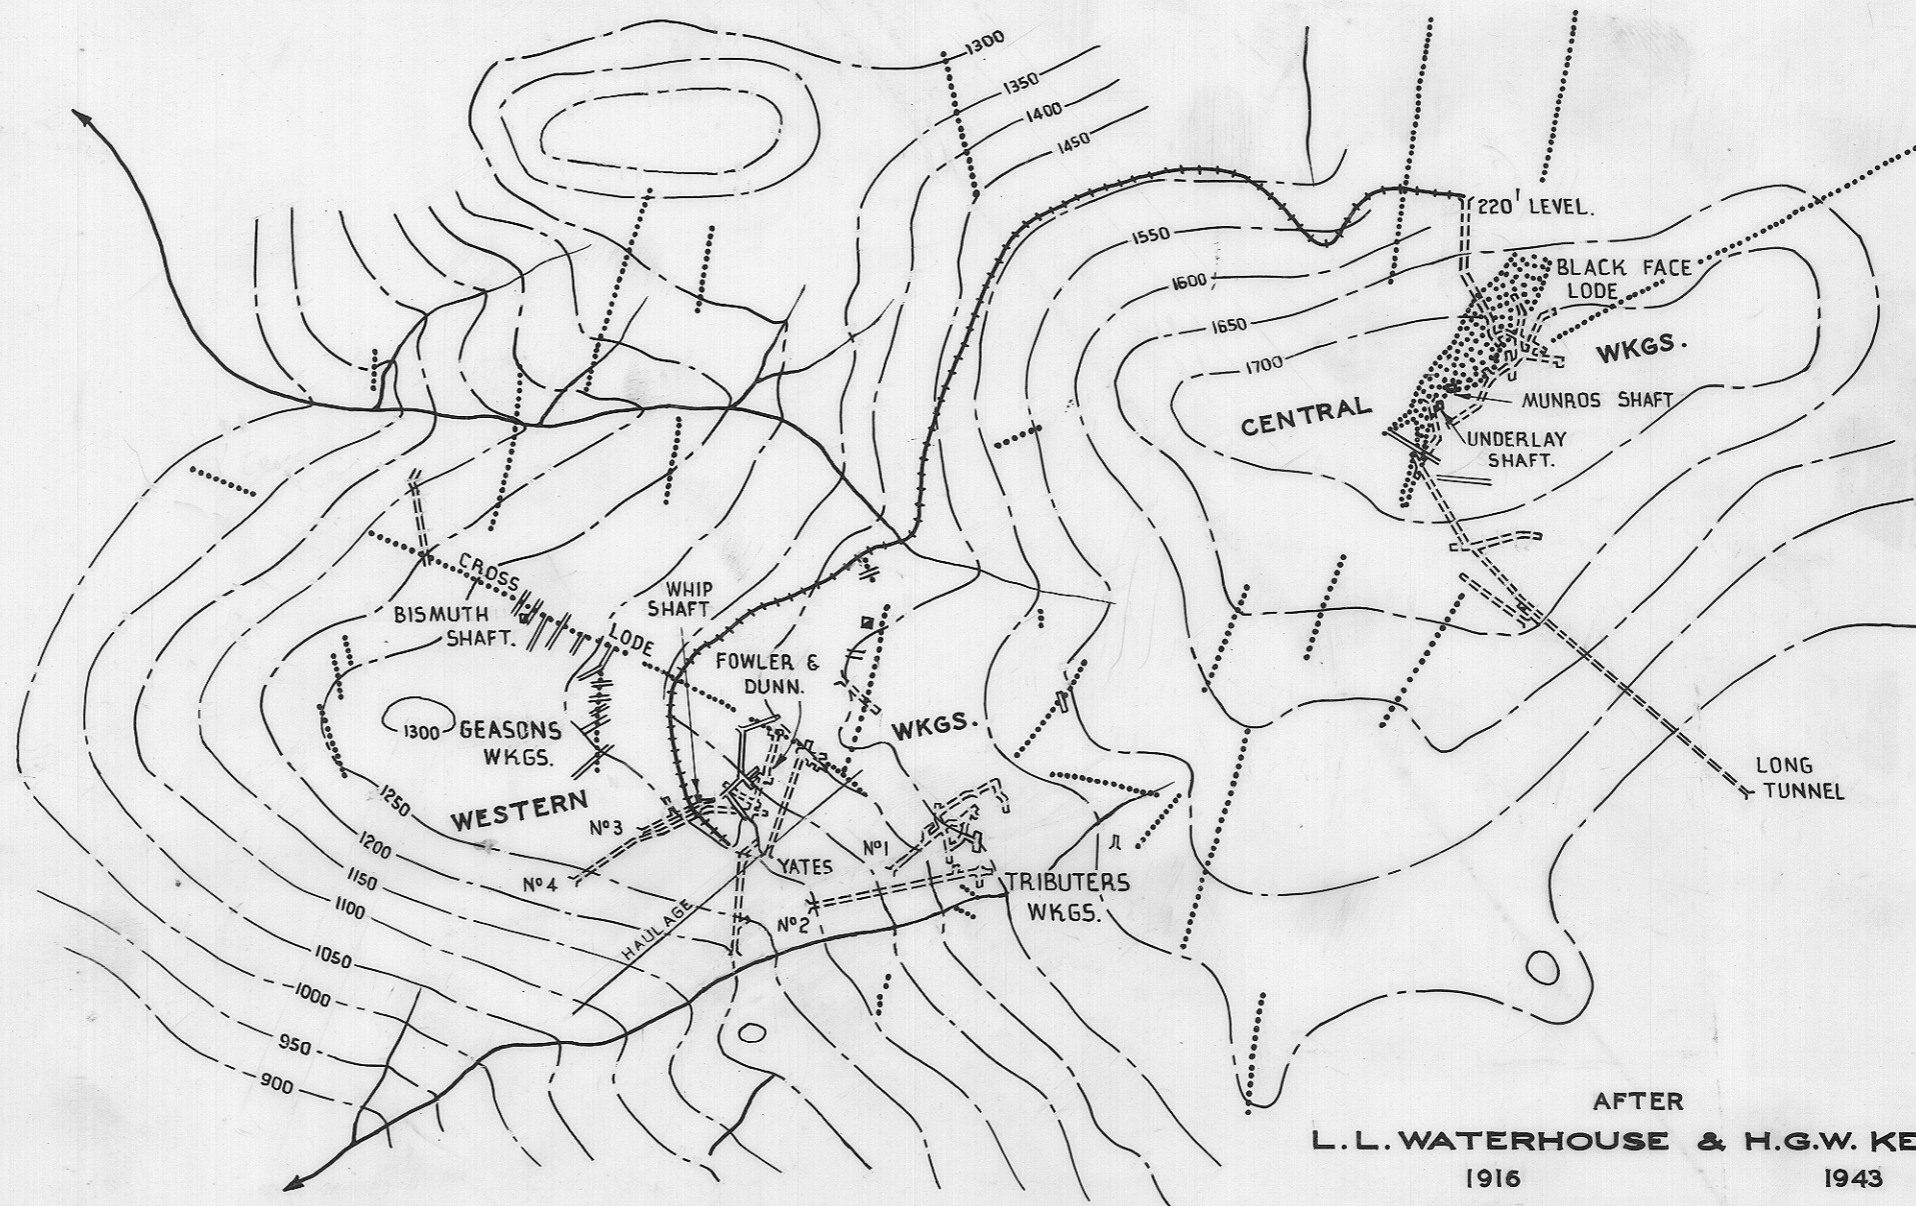 1300
1350
1400
1450
220' LEVEL.
1550
BLACK FACE
LODE
1600
1650
WKGS.
1700
CENTRAL
MUNROS SHAFT
UNDERLAY
SHAFT.
CROSS
WHIP
SHAFT
BISMUTH
SHAFT.
LODE
FOWLER &
DUNN.
1300
GEASONS
WKGS.
WKGS.
LONG
TUNNEL
1250
WESTERN
No3
1200
No1
YATES
1150
No4
TRIBUTERS
WKGS.
1100
HAULAGE
No2
1050
1000
950
900
AFTER
L.L. WATERHOUSE & H.G.W. KE
1916 1943